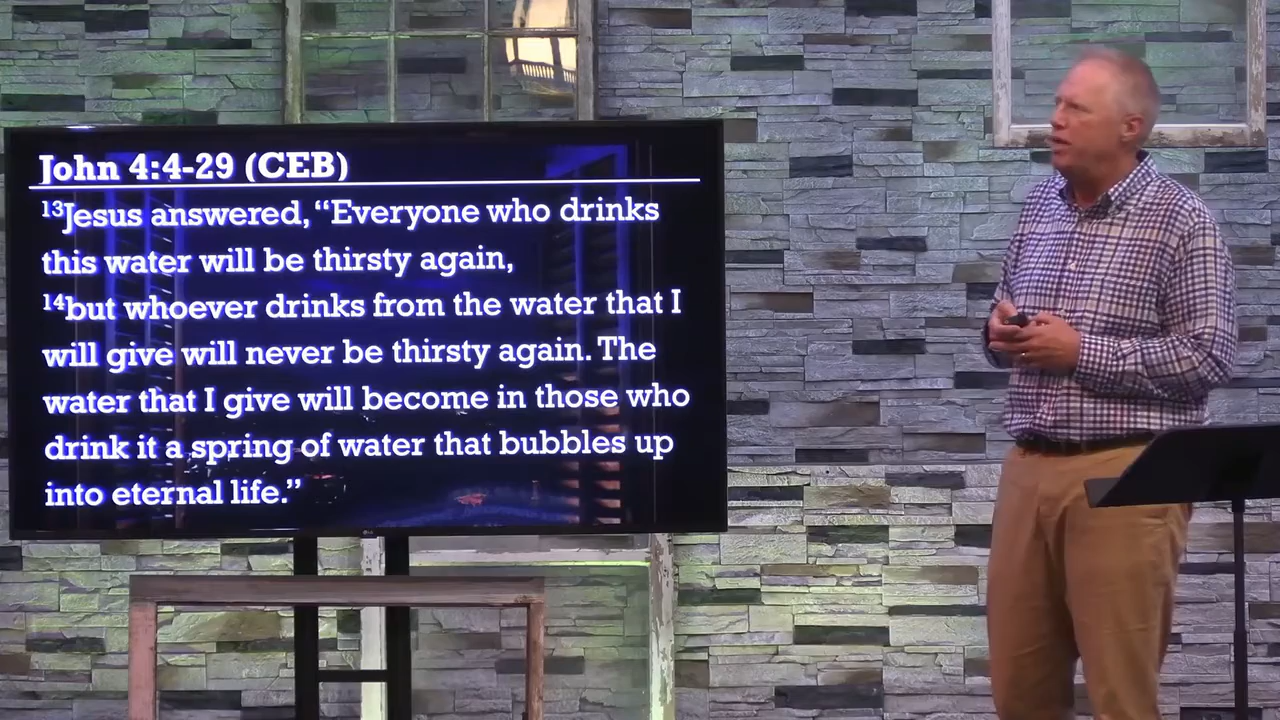 John 4:4-29 (CEB)
¹³Jesus answered, “Everyone who drinks
this water will be thirsty again,
¹⁴but whoever drinks from the water that I
will give will never be thirsty again. The
water that I give will become in those who
drink it a spring of water that bubbles up
into eternal life.”